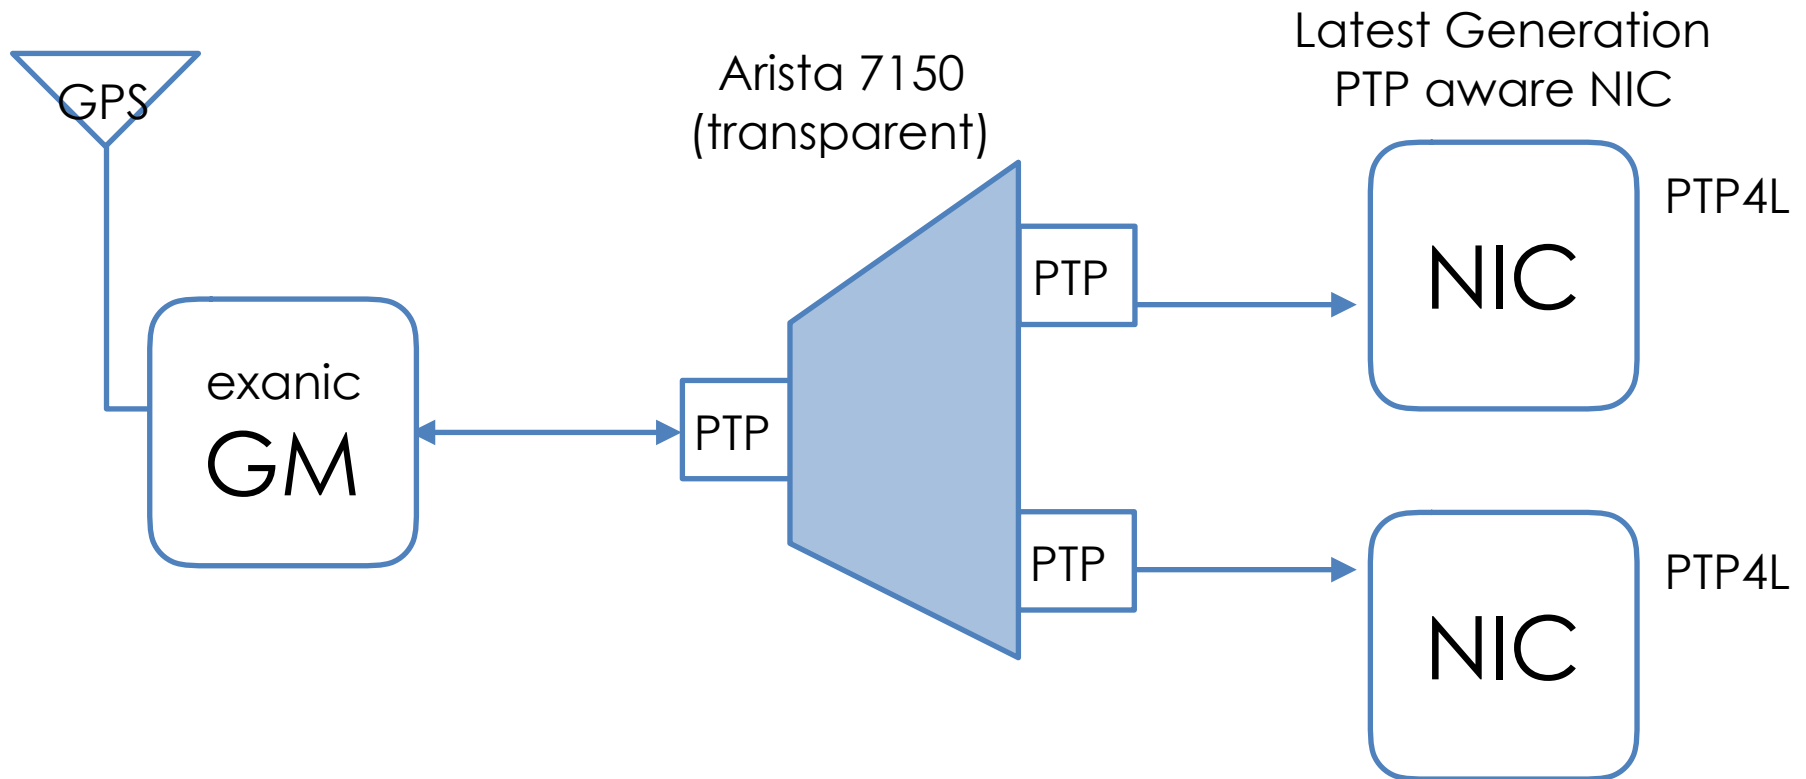 GPS
exanic
GM
Arista 7150
(transparent)
PTP
PTP
PTP
Latest Generation
PTP aware NIC
NIC
PTP4L
NIC
PTP4L